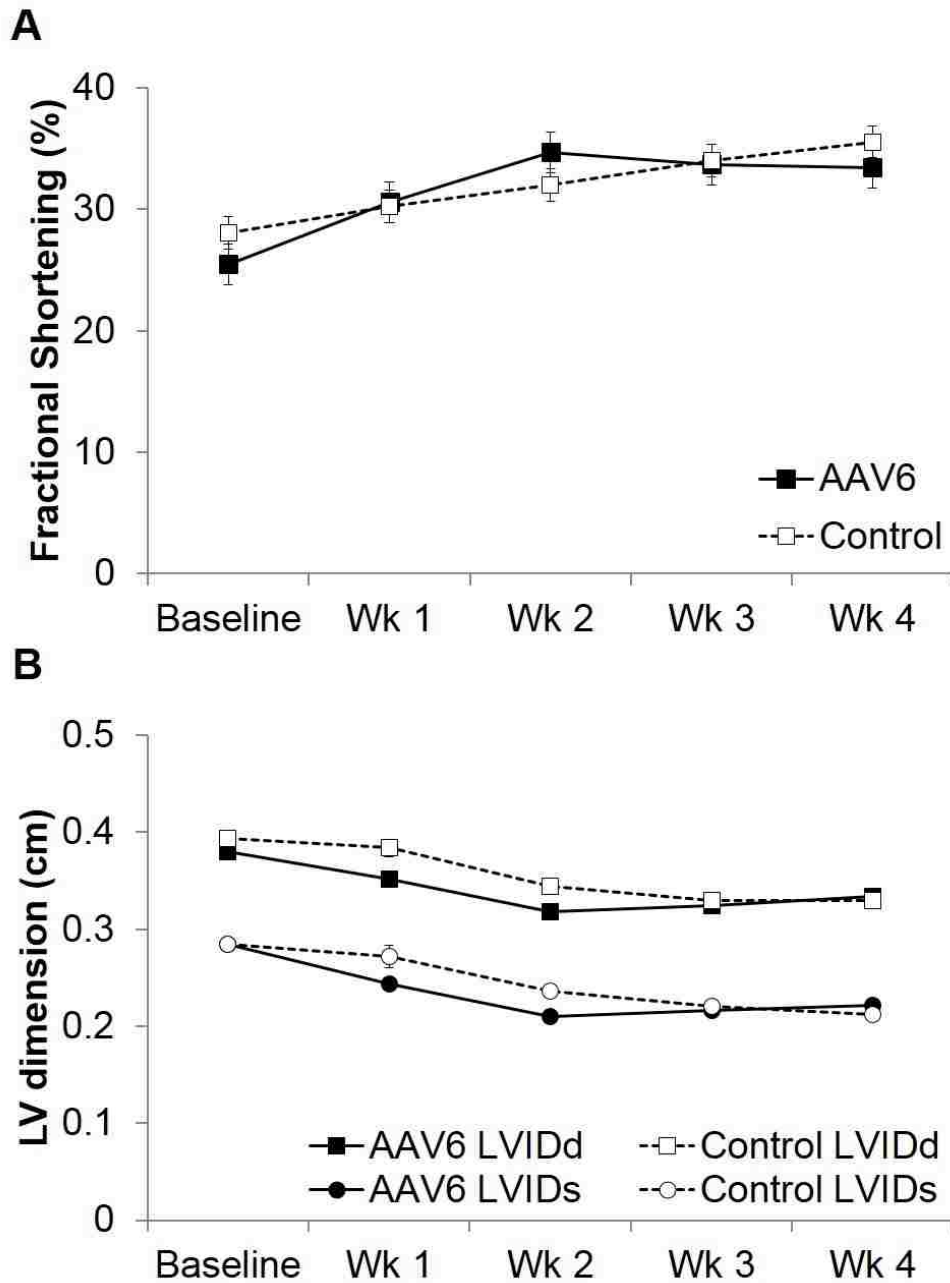 A
Fractional Shortening (%)
40
30
20
10
0
AAV6
Control
Baseline Wk 1 Wk 2 Wk 3 Wk 4
B
LV dimension (cm)
0.5
0.4
0.3
0.2
0.1
0
AAV6 LVIDd Control LVIDd
AAV6 LVIDs Control LVIDs
Baseline Wk 1 Wk 2 Wk 3 Wk 4